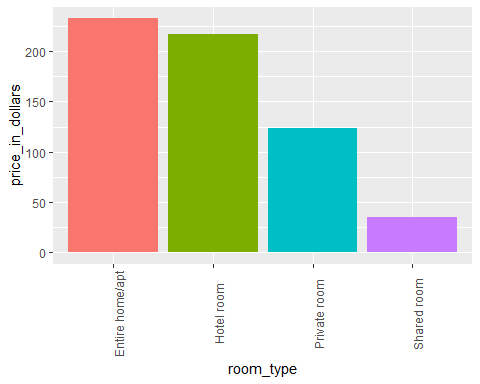 price_in_dollars
200
150
100
50
0
Entire home/apt
Hotel room
Private room
Shared room
room_type